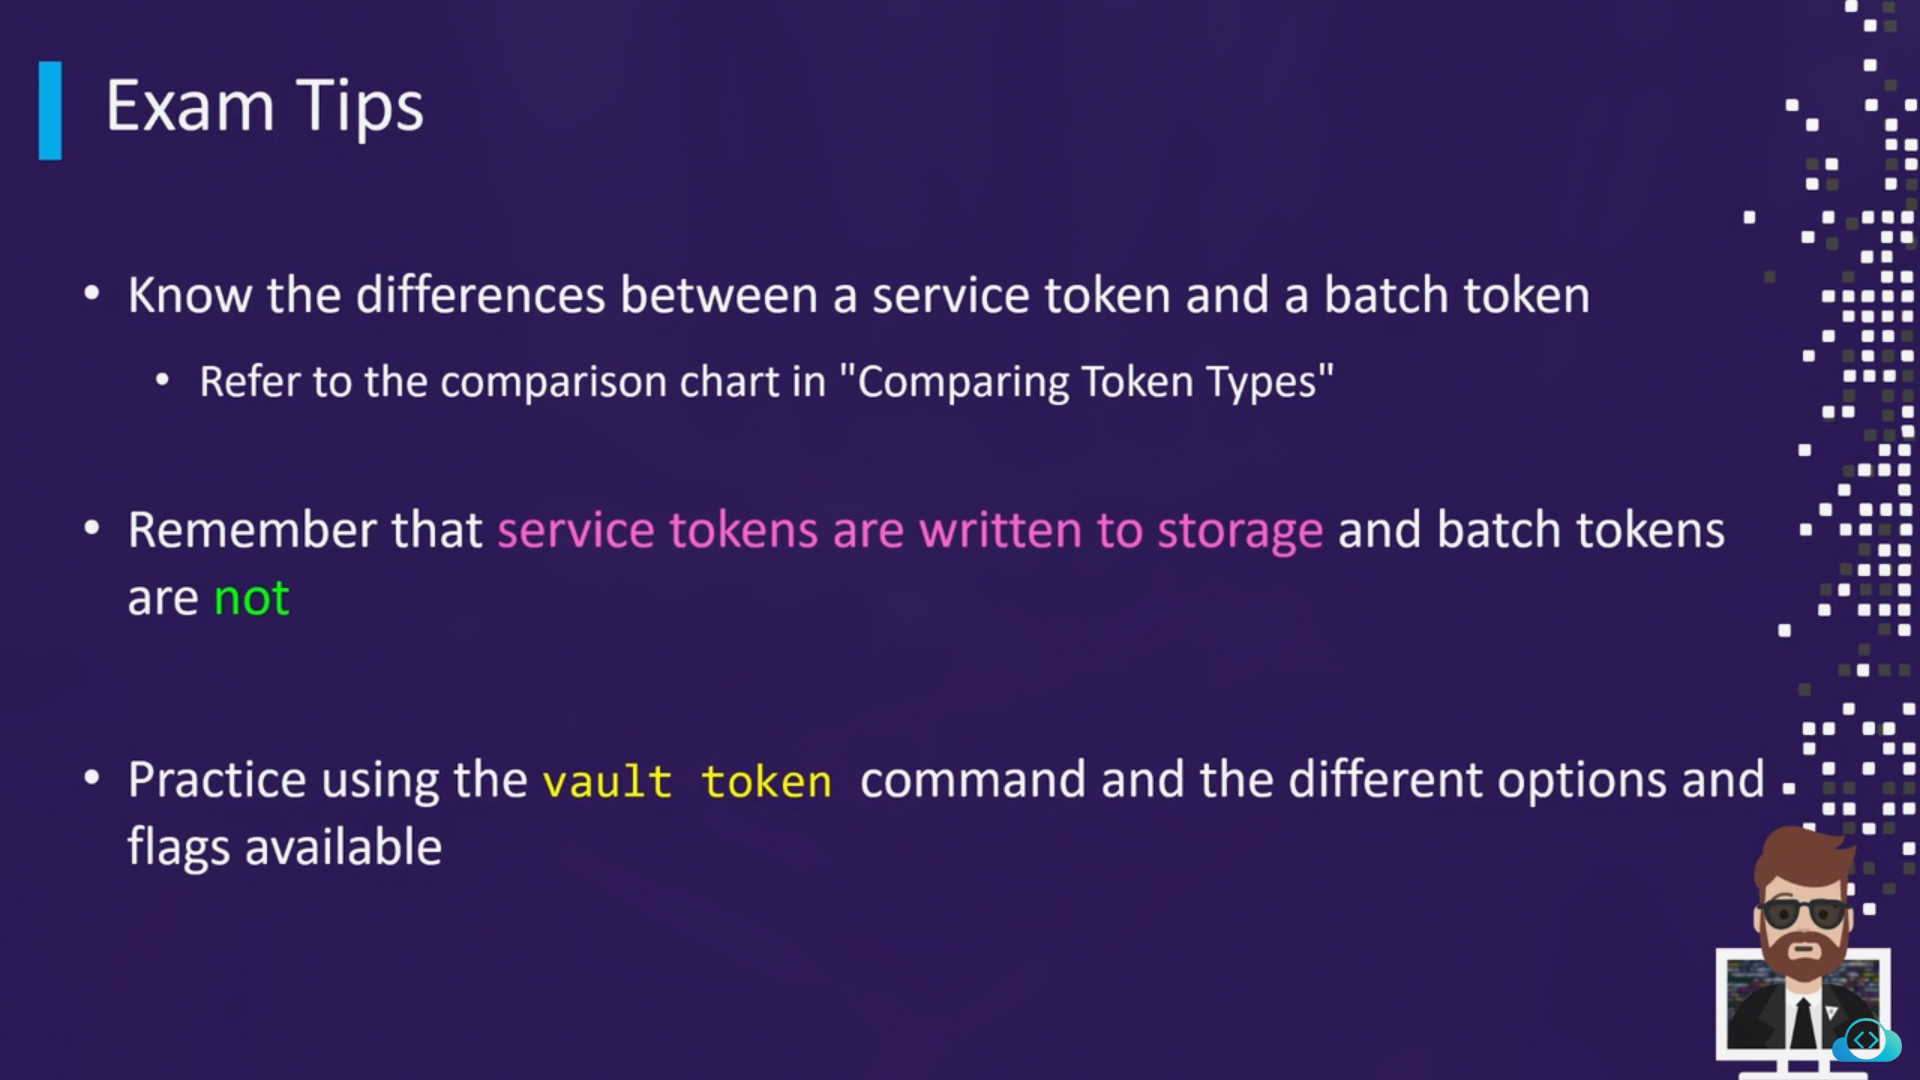 Exam Tips
• Know the differences between a service token and a batch token
• Refer to the comparison chart in "Comparing Token Types"
• Remember that service tokens are written to storage and batch tokens
are not
• Practice using the vault token command and the different options and
flags available